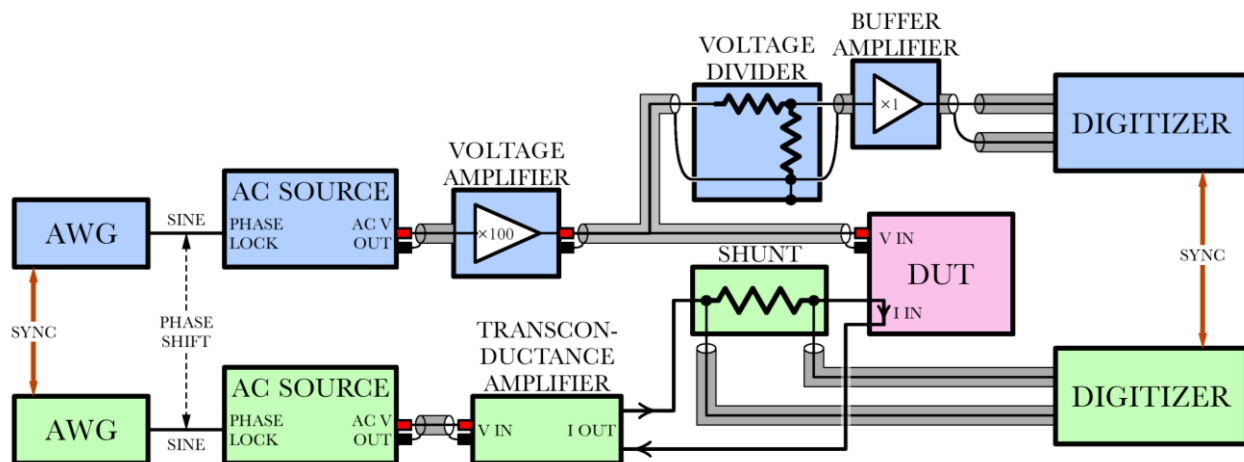 BUFFER
AMPLIFIER
VOLTAGE
DIVIDER
×1
DIGITIZER
VOLTAGE
AMPLIFIER
AC SOURCE
AWG
SINE
PHASE
LOCK
AC V
OUT
×100
V IN
DUT
I IN
SHUNT
SYNC
SYNC
PHASE
SHIFT
TRANSCON-
DUCTANCE
AMPLIFIER
AC SOURCE
AWG
SINE
PHASE
LOCK
AC V
OUT
V IN
I OUT
DIGITIZER